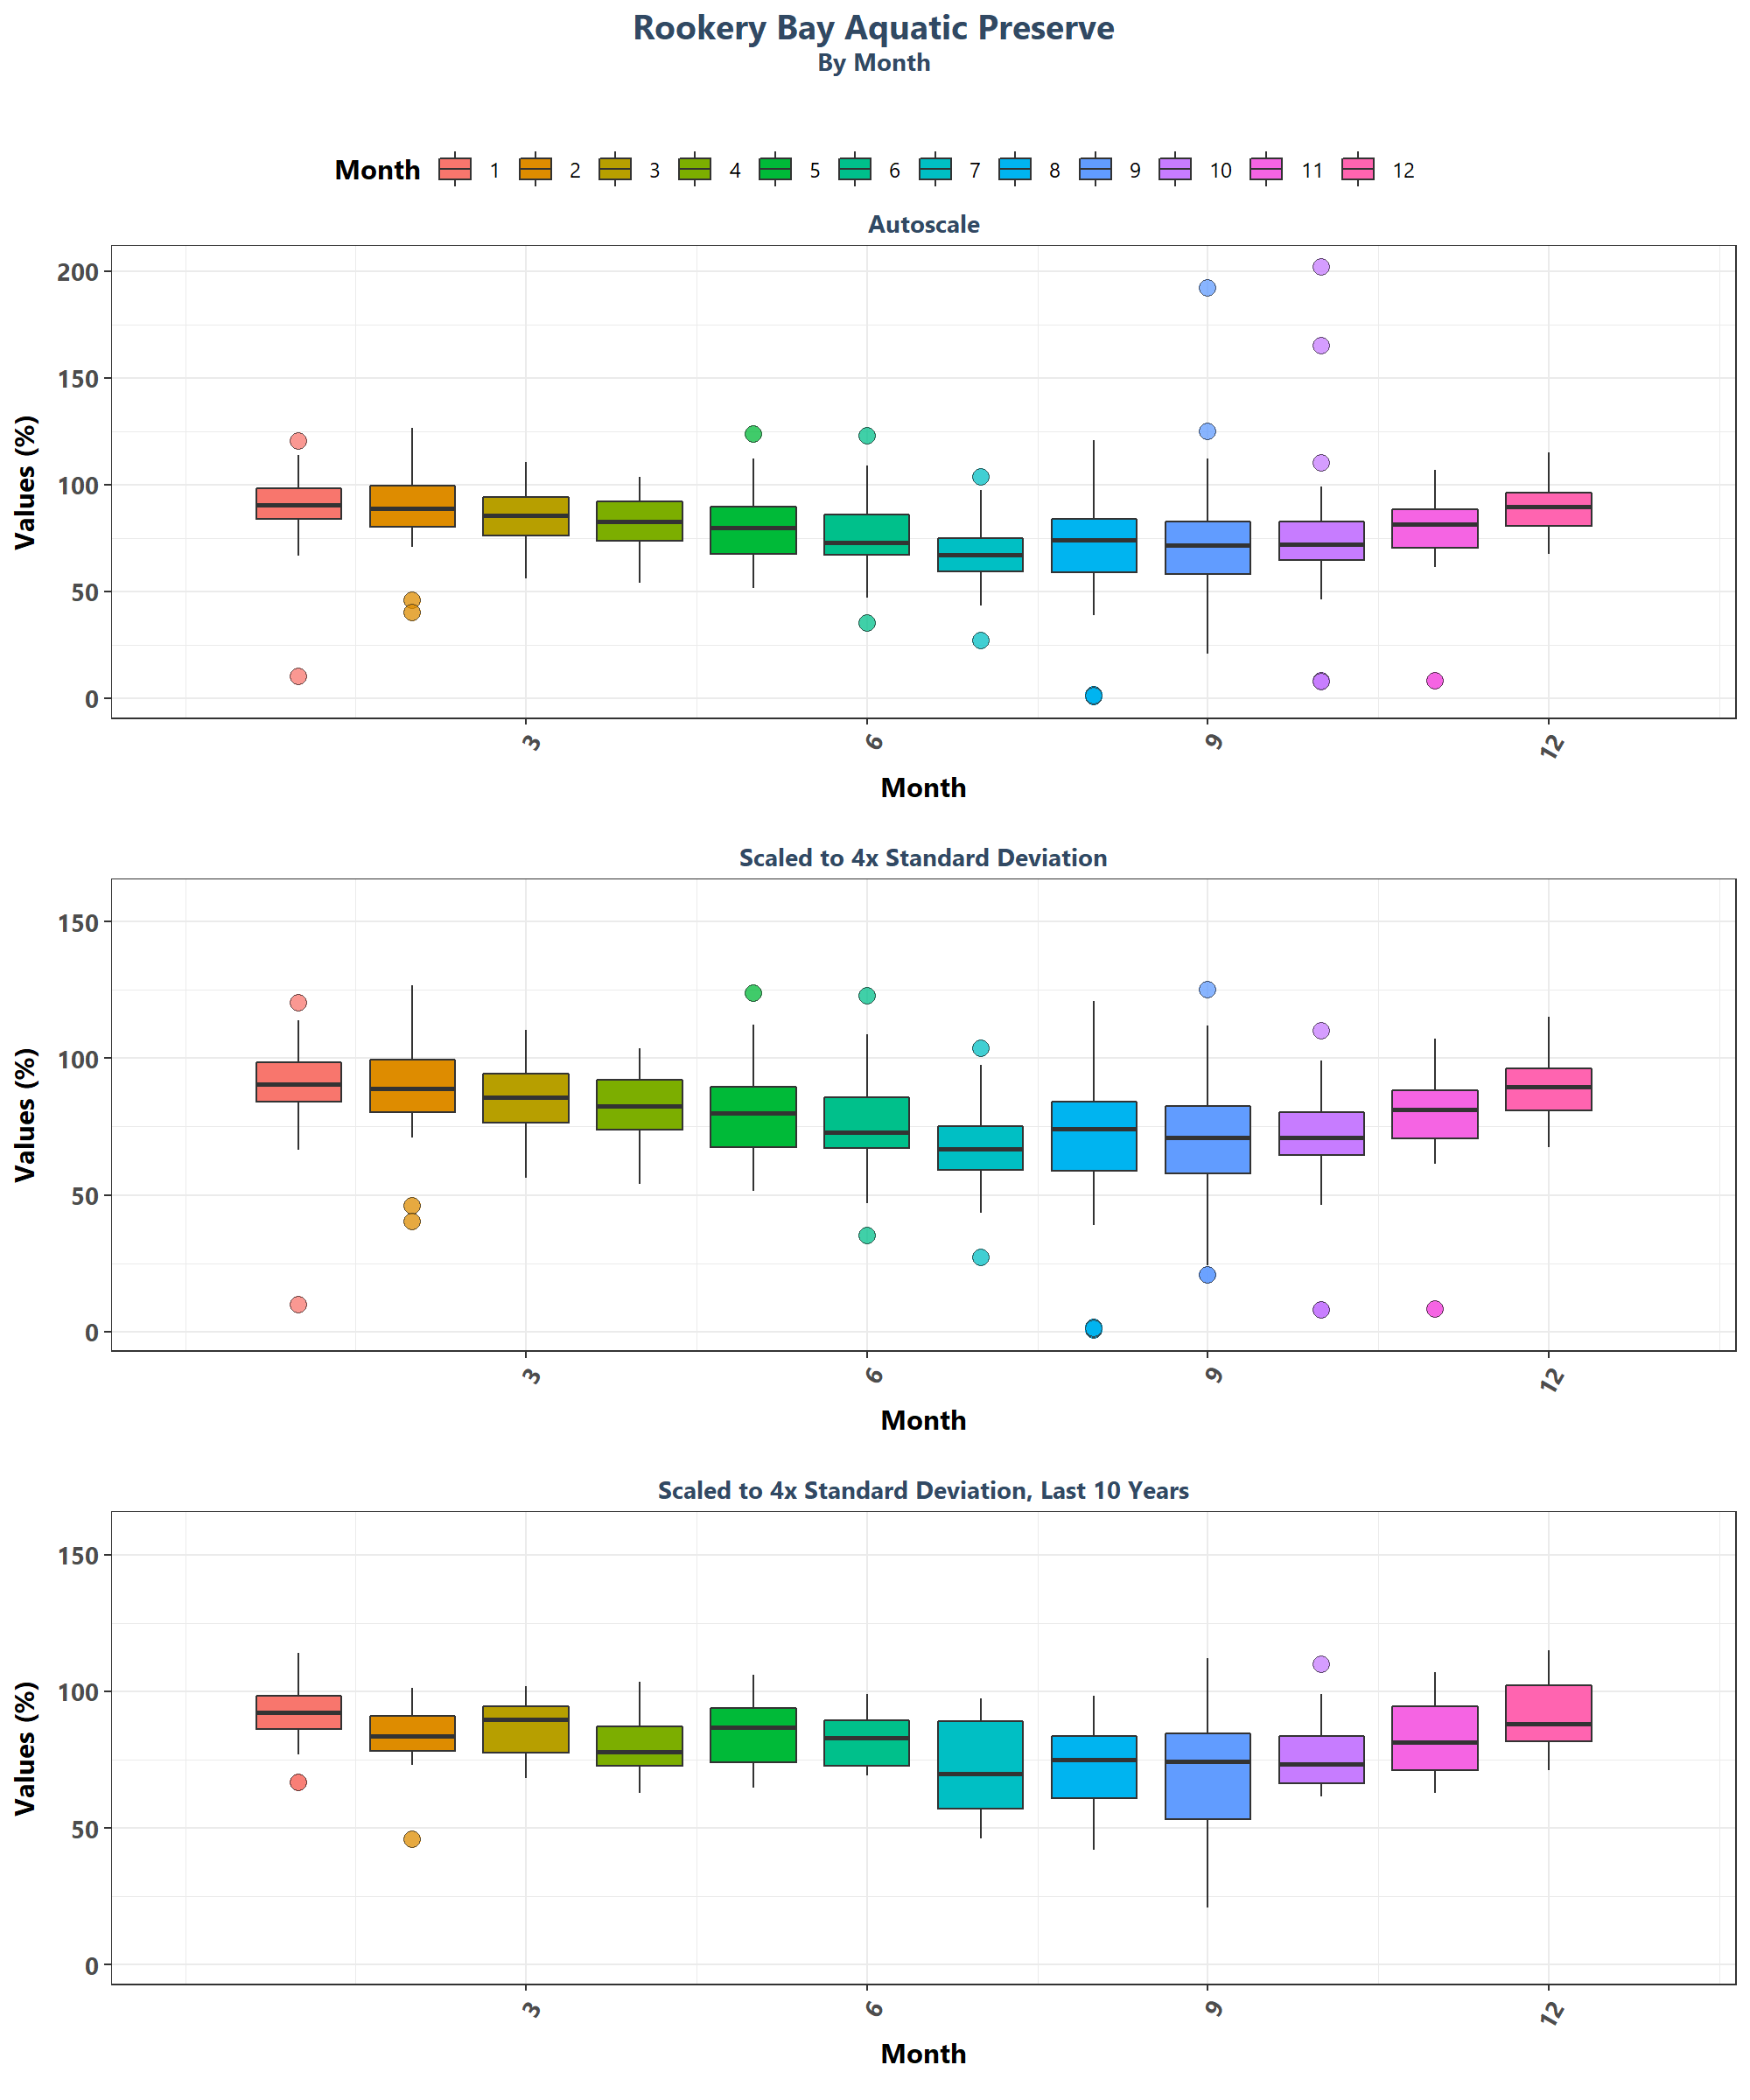 Rookery Bay Aquatic Preserve
By Month
Month 1 2 3 4 5 6 7 8 9 10 11 12
Autoscale
Values (%)
200
150
100
50
0
3 6 9 12
Month
Scaled to 4x Standard Deviation
Values (%)
150
100
50
0
3 6 9 12
Month
Scaled to 4x Standard Deviation, Last 10 Years
Values (%)
150
100
50
0
3 6 9 12
Month